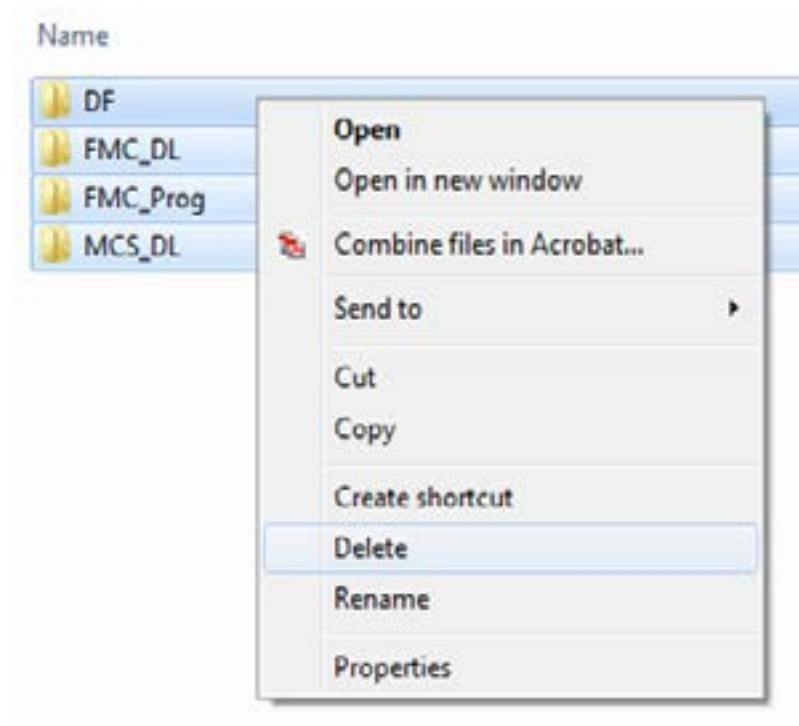 Name
DF
FMC_DL
FMC_Prog
MCS_DL
Open
Open in new window
Combine files in Acrobat...
Send to
Cut
Copy
Create shortcut
Delete
Rename
Properties